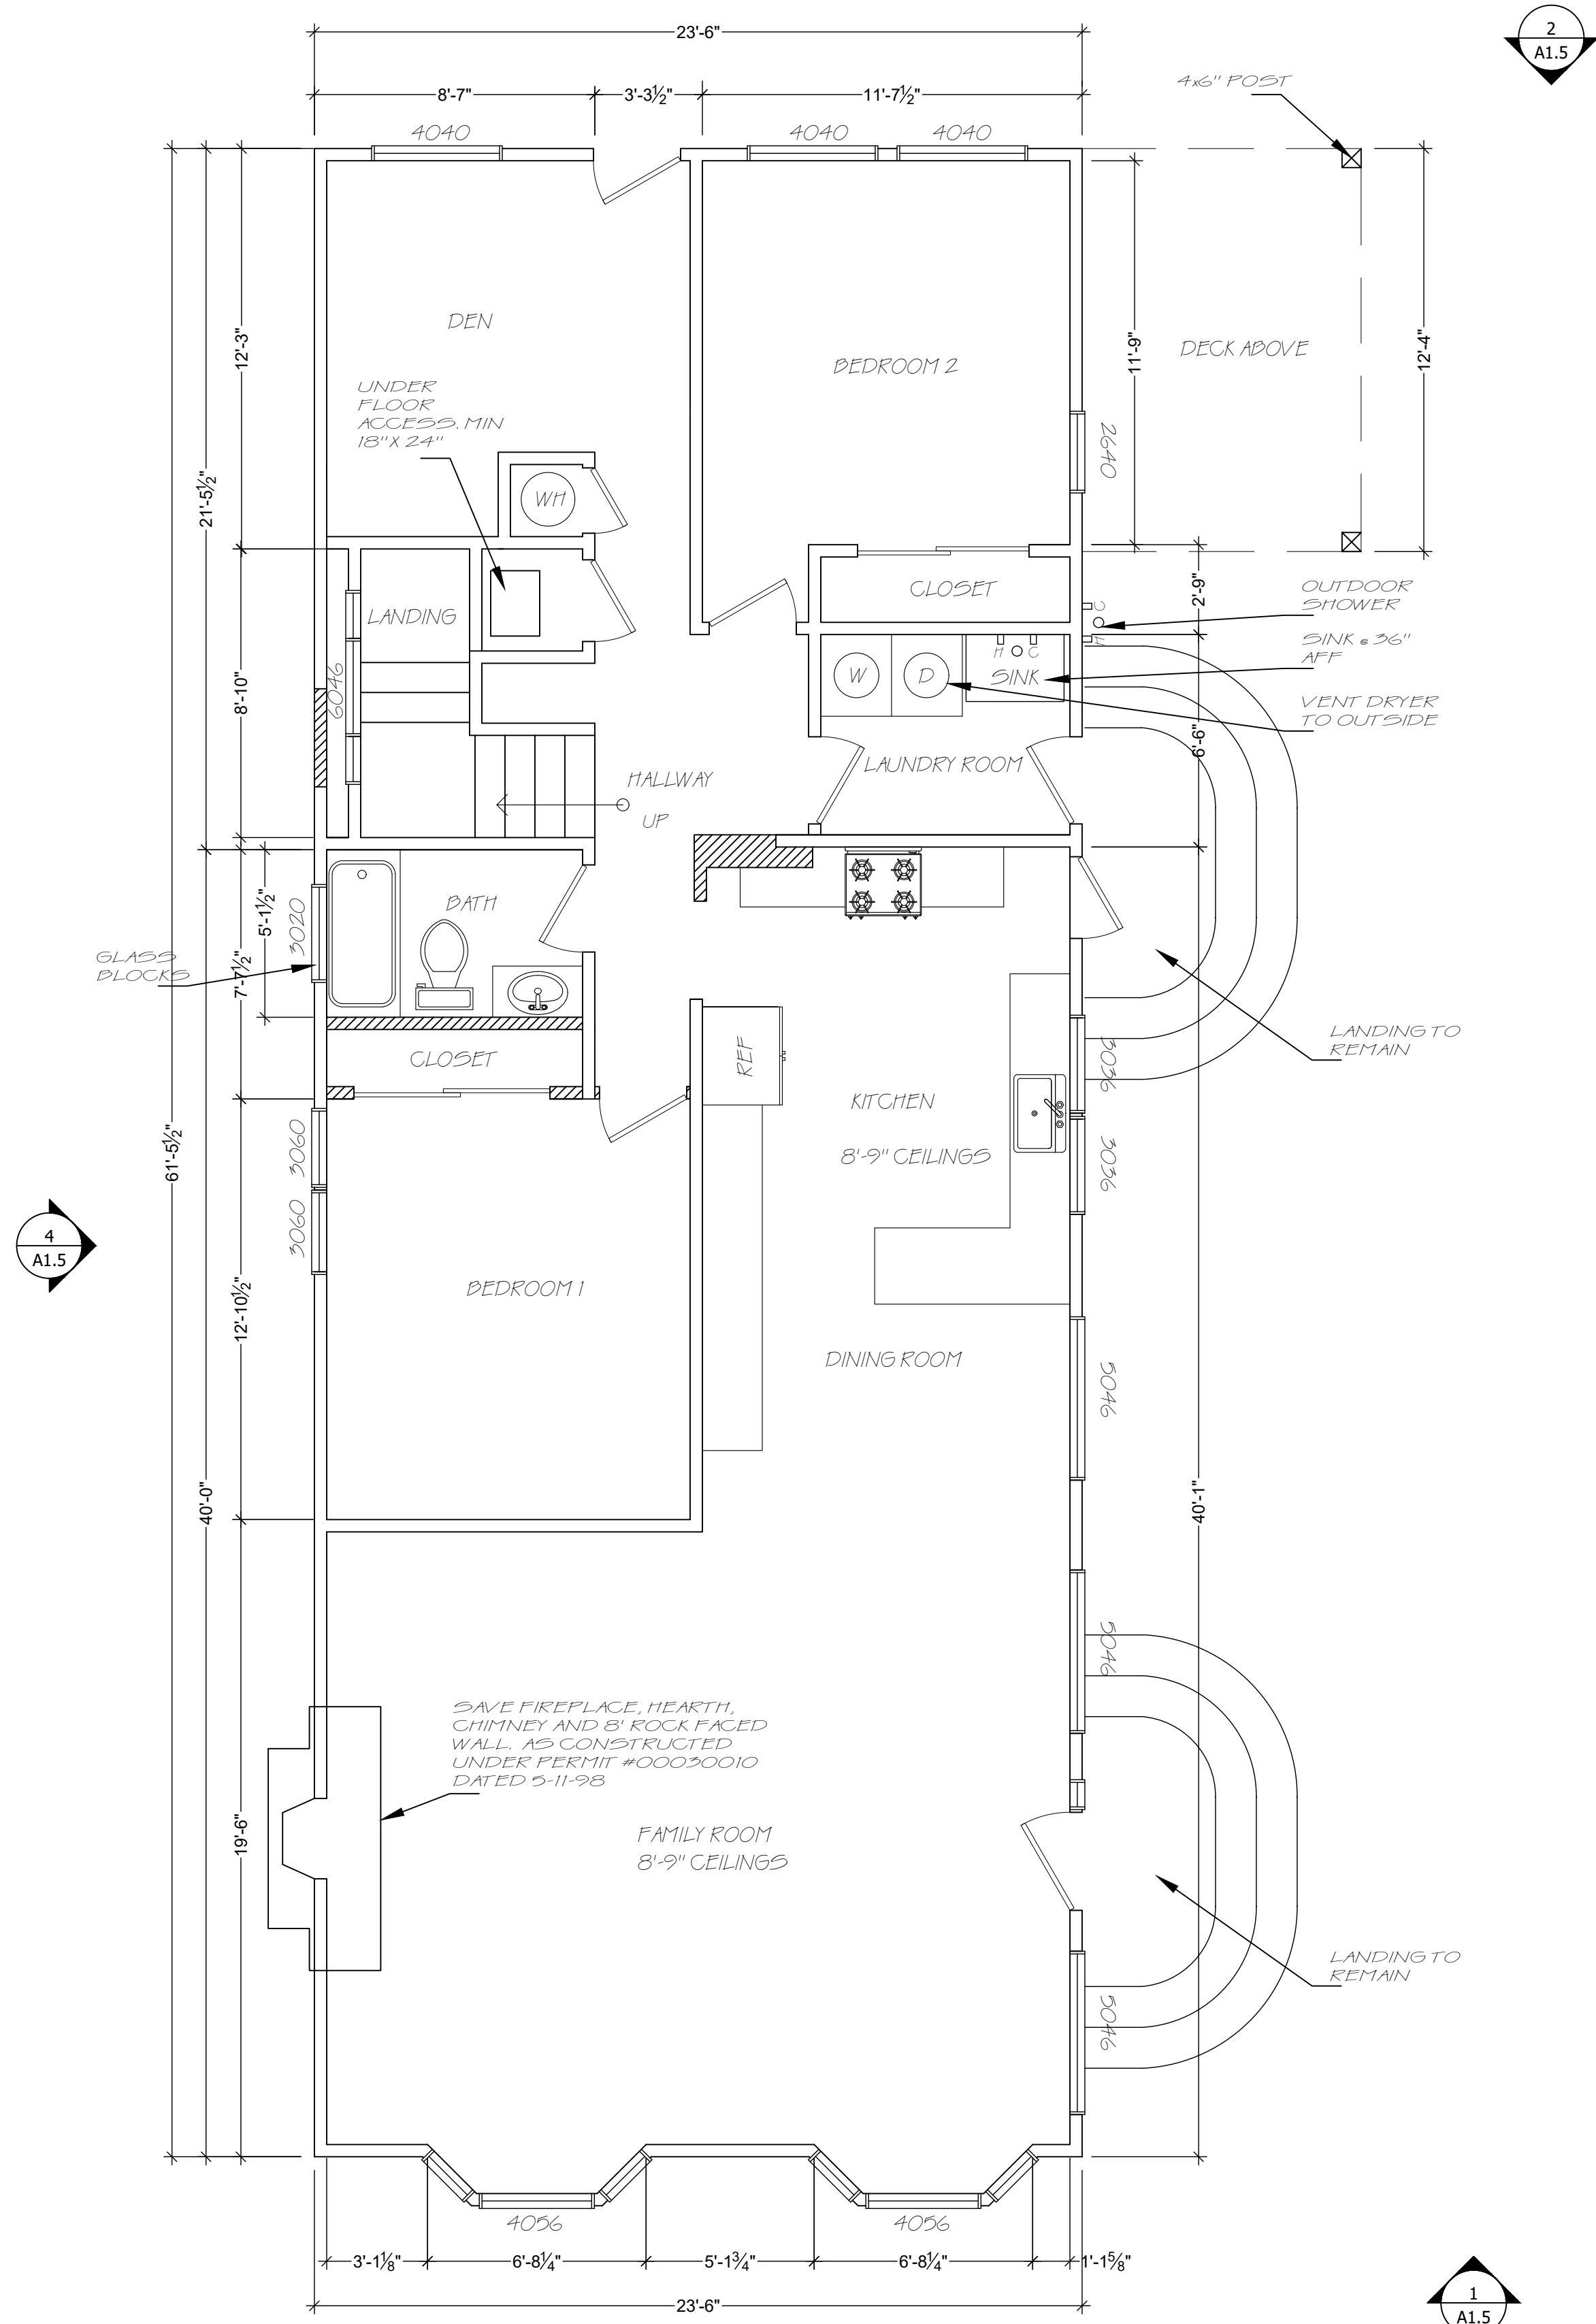 23'-6"
2
A1.5
4x6" POST
8'-7"
3'-3½"
11'-7½"
4040
4040
4040
DEN
BEDROOM 2
DECK ABOVE
12'-3"
11'-9"
12'-4"
UNDER
FLOOR
ACCESS. MIN
18" X 24"
2640
WH
21'-5½"
LANDING
CLOSET
2'-9"
OUTDOOR
SHOWER
C
H
SINK @ 36"
AFF
H
C
W
D
SINK
6046
8'-10"
VENT DRYER
TO OUTSIDE
6'-6"
HALLWAY
LAUNDRY ROOM
UP
BATH
3020
5'-1½"
GLASS
BLOCKS
7'-7½"
LANDING TO
REMAIN
CLOSET
REF
3036
KITCHEN
8'-9" CEILINGS
3036
61'-5½"
3060
3060
4
A1.5
BEDROOM 1
12'-10½"
DINING ROOM
5046
40'-0"
40'-1"
5046
SAVE FIREPLACE, HEARTH,
CHIMNEY AND 8' ROCK FACED
WALL. AS CONSTRUCTED
UNDER PERMIT #00030010
DATED 5-11-98
19'-6"
FAMILY ROOM
8'-9" CEILINGS
LANDING TO
REMAIN
5046
4056
4056
3'-1⅛"
6'-8¼"
5'-1¾"
6'-8¼"
1'-1⅝"
23'-6"
1
A1.5